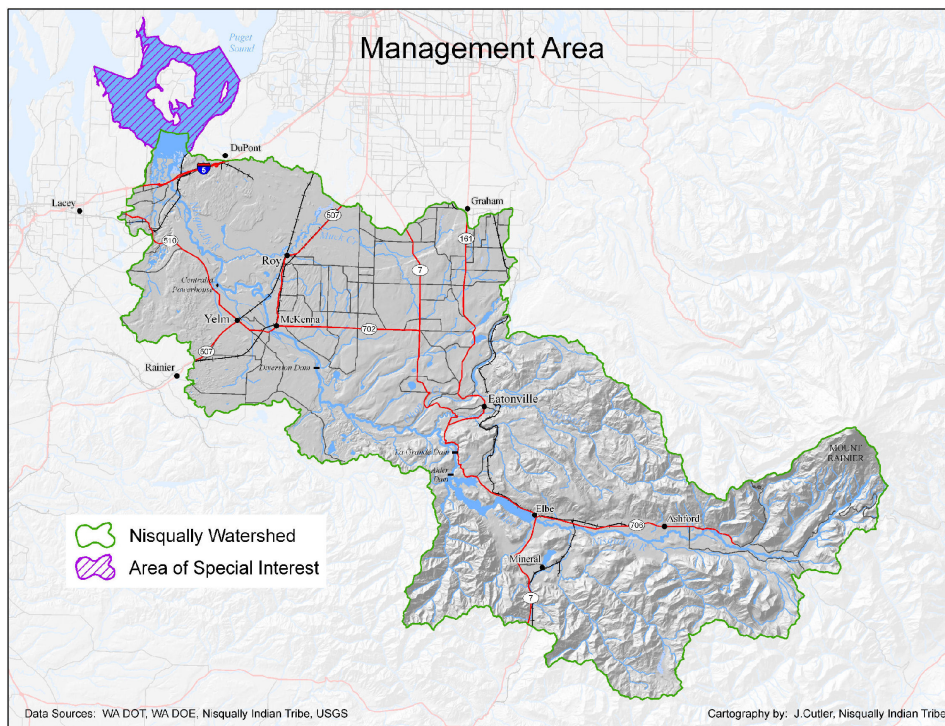 Management Area
Puget
Sound
DuPont
5
Lacey
Graham
510
Nisqually R.
507
161
7
Roy
Centralia
Powerhouse
Yelm
McKenna
702
507
Rainier
Diversion Dam
Eatonville
La Grande Dam
Alder
Dam
MOUNT
RAINIER
Elbe
706
Ashford
Mineral
7
Nisqually Watershed
Area of Special Interest
Data Sources: WA DOT, WA DOE, Nisqually Indian Tribe, USGS
Cartography by: J.Cutler, Nisqually Indian Tribe